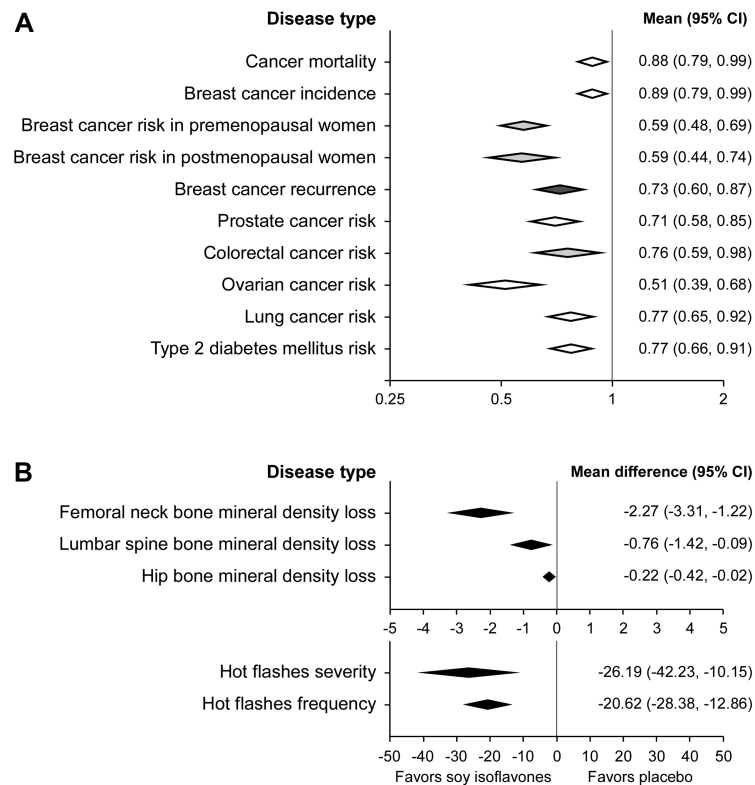 A
Disease type Mean (95% CI)
Cancer mortality 0.88 (0.79, 0.99)
Breast cancer incidence 0.89 (0.79, 0.99)
Breast cancer risk in premenopausal women 0.59 (0.48, 0.69)
Breast cancer risk in postmenopausal women 0.59 (0.44, 0.74)
Breast cancer recurrence 0.73 (0.60, 0.87)
Prostate cancer risk 0.71 (0.58, 0.85)
Colorectal cancer risk 0.76 (0.59, 0.98)
Ovarian cancer risk 0.51 (0.39, 0.68)
Lung cancer risk 0.77 (0.65, 0.92)
Type 2 diabetes mellitus risk 0.77 (0.66, 0.91)
0.25 0.5 1 2
B
Disease type Mean difference (95% CI)
Femoral neck bone mineral density loss -2.27 (-3.31, -1.22)
Lumbar spine bone mineral density loss -0.76 (-1.42, -0.09)
Hip bone mineral density loss -0.22 (-0.42, -0.02)
-5 -4 -3 -2 -1 0 1 2 3 4 5
Hot flashes severity -26.19 (-42.23, -10.15)
Hot flashes frequency -20.62 (-28.38, -12.86)
-50 -40 -30 -20 -10 0 10 20 30 40 50
Favors soy isoflavones Favors placebo